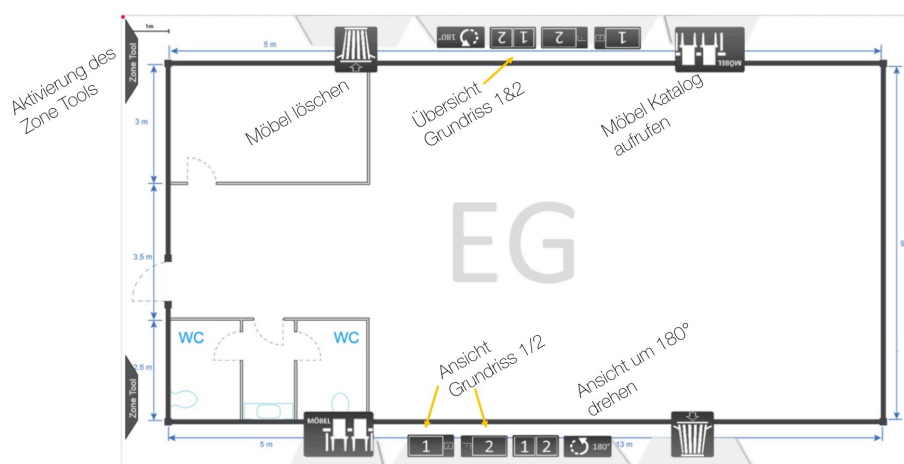 Aktivierung des
Zone Tools
1m
Zone Tool
5 m
180°
2 1
2
1
MÖBEL
Möbel löschen
Übersicht
Grundriss 1&2
Möbel Katalog
aufrufen
3 m
EG
3.5 m
8
WC
WC
2.5 m
Ansicht
Grundriss 1/2
Ansicht um 180°
drehen
Zone Tool
MÖBEL
5 m
1
2
1 2
180°
13 m